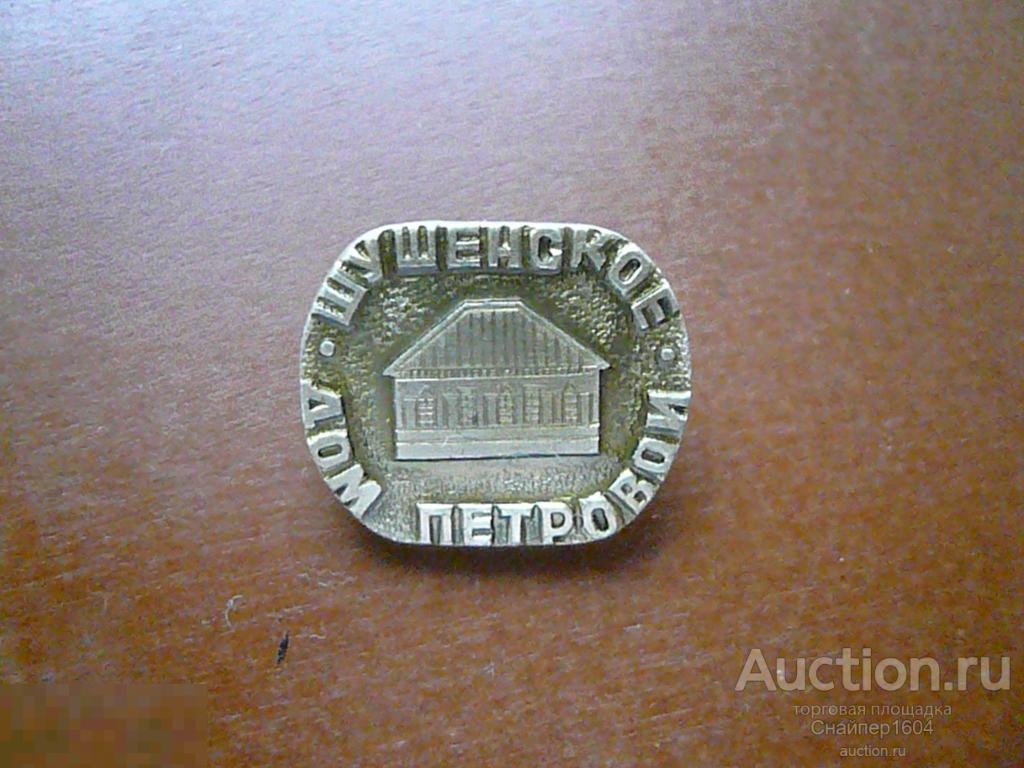 ШУШЕНСКОЕ
ДОМ ПЕТРОВОЙ
Auction.ru
торговая площадка
Снайпер1604
auction.ru